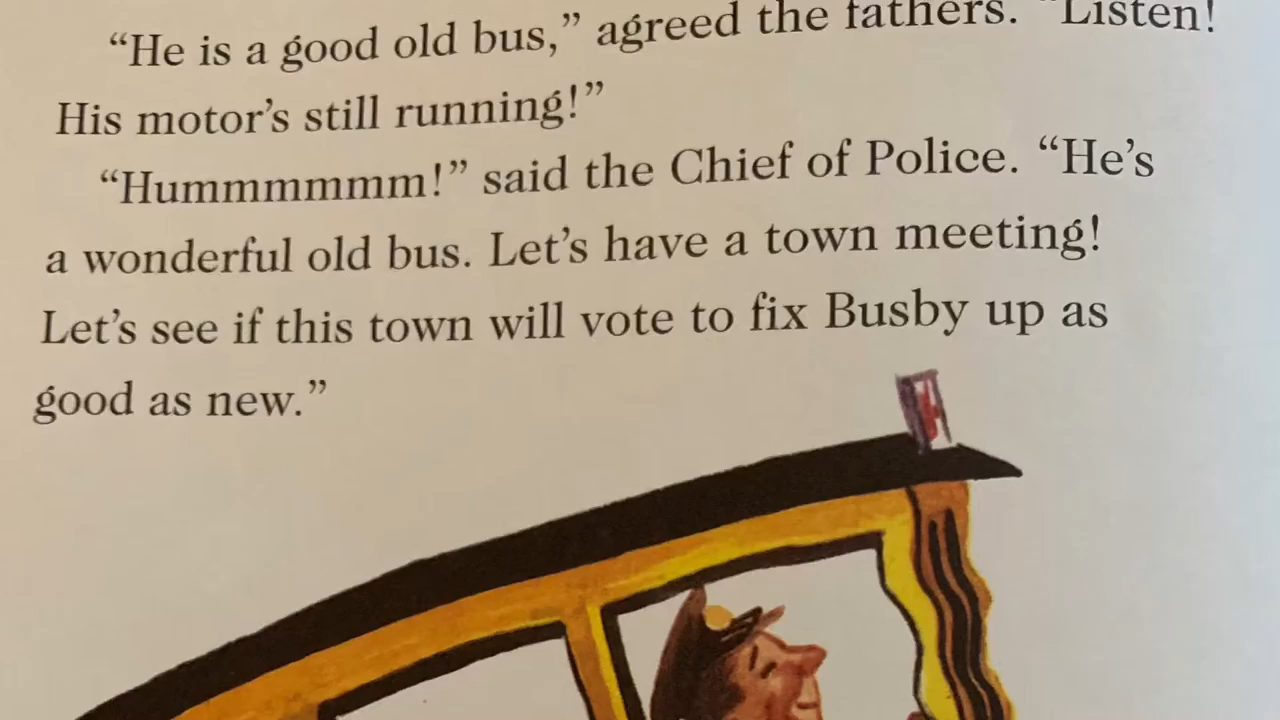 “He is a good old bus,” agreed the fathers. “Listen!
His motor’s still running!”
“Hummmmmm!” said the Chief of Police. “He’s
a wonderful old bus. Let’s have a town meeting!
Let’s see if this town will vote to fix Busby up as
good as new.”